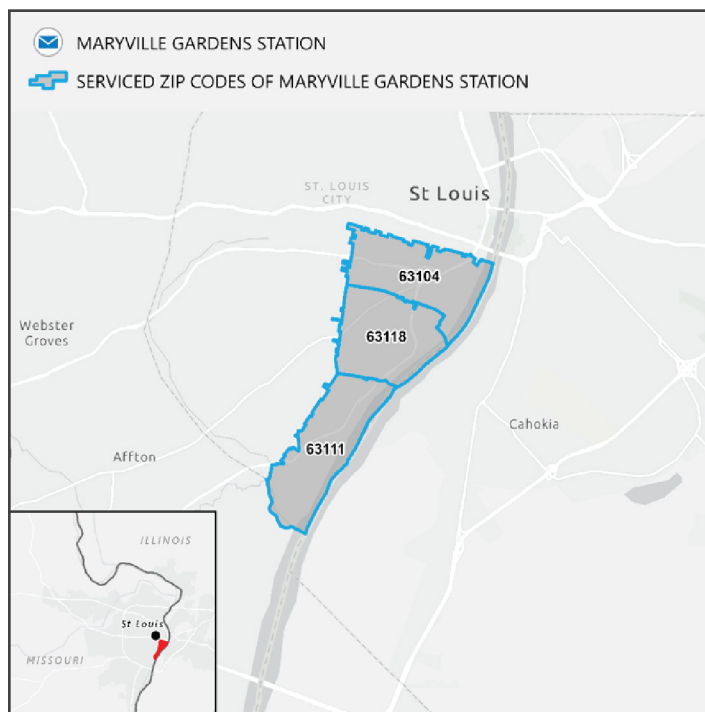 MARYVILLE GARDENS STATION
SERVICED ZIP CODES OF MARYVILLE GARDENS STATION
ST. LOUIS
CITY
St Louis
63104
Webster
Groves
63118
Cahokia
Affton
63111
ILLINOIS
St Louis
MISSOURI